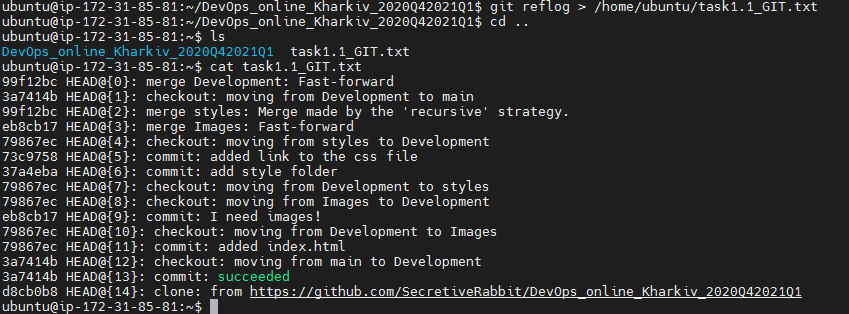 ubuntu@ip-172-31-85-81:~/DevOps_online_Kharkiv_2020Q42021Q1$ git reflog > /home/ubuntu/task1.1_GIT.txt
ubuntu@ip-172-31-85-81:~/DevOps_online_Kharkiv_2020Q42021Q1$ cd ..
ubuntu@ip-172-31-85-81:~$ ls
DevOps_online_Kharkiv_2020Q42021Q1  task1.1_GIT.txt
ubuntu@ip-172-31-85-81:~$ cat task1.1_GIT.txt
99f12bc HEAD@{0}: merge Development: Fast-forward
3a7414b HEAD@{1}: checkout: moving from Development to main
99f12bc HEAD@{2}: merge styles: Merge made by the 'recursive' strategy.
eb8cb17 HEAD@{3}: merge Images: Fast-forward
79867ec HEAD@{4}: checkout: moving from styles to Development
73c9758 HEAD@{5}: commit: added link to the css file
37a4eba HEAD@{6}: commit: add style folder
79867ec HEAD@{7}: checkout: moving from Development to styles
79867ec HEAD@{8}: checkout: moving from Images to Development
eb8cb17 HEAD@{9}: commit: I need images!
79867ec HEAD@{10}: checkout: moving from Development to Images
79867ec HEAD@{11}: commit: added index.html
3a7414b HEAD@{12}: checkout: moving from main to Development
3a7414b HEAD@{13}: commit: succeeded
d8cb0b8 HEAD@{14}: clone: from https://github.com/SecretiveRabbit/DevOps_online_Kharkiv_2020Q42021Q1
ubuntu@ip-172-31-85-81:~$